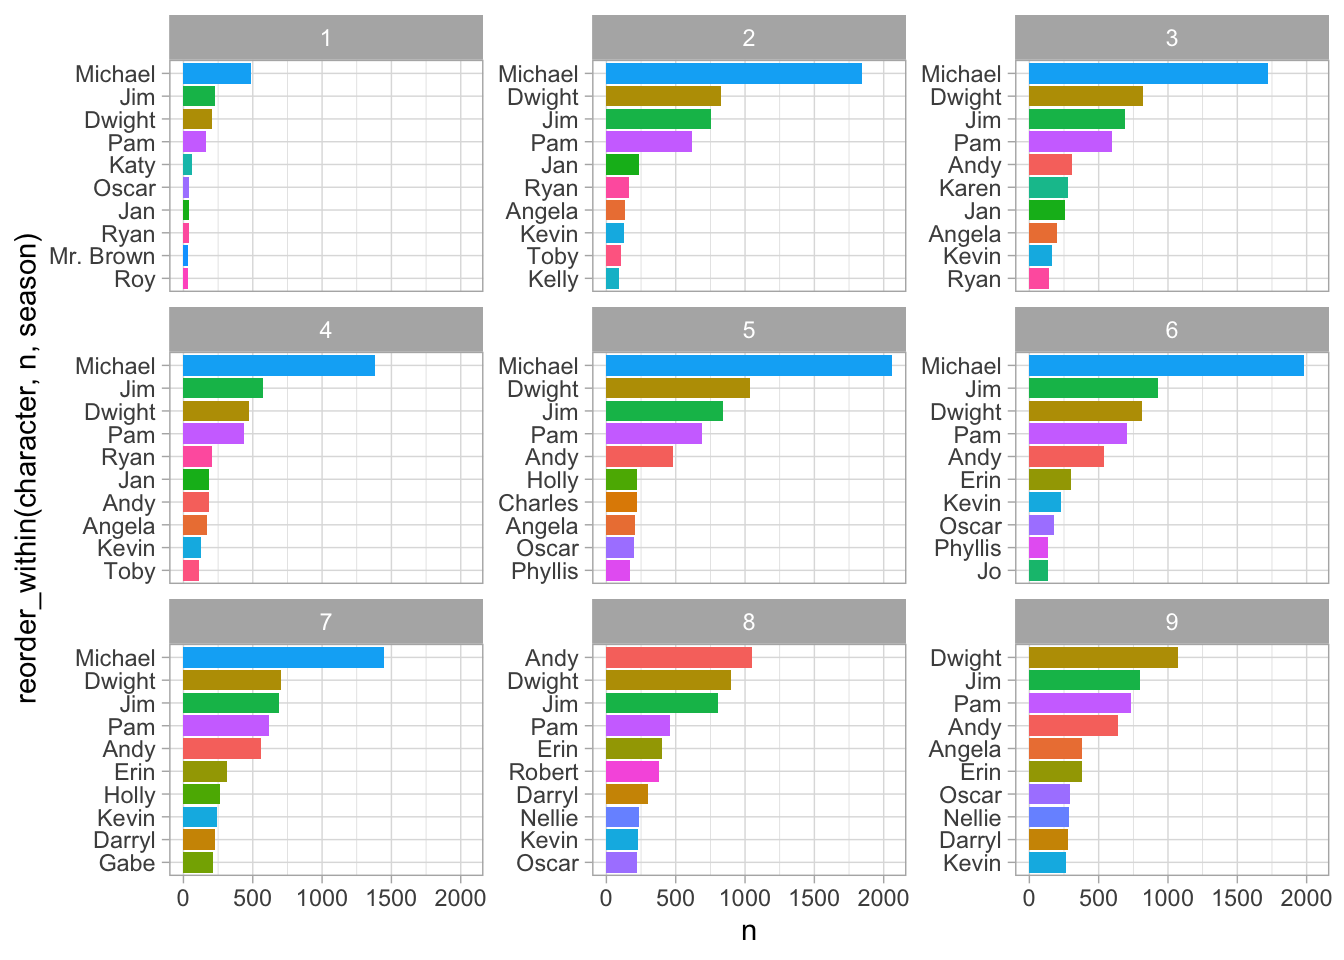 1
2
3
Michael
Jim
Dwight
Pam
Katy
Oscar
Jan
Ryan
Mr. Brown
Roy
Michael
Dwight
Jim
Pam
Jan
Ryan
Angela
Kevin
Toby
Kelly
Michael
Dwight
Jim
Pam
Andy
Karen
Jan
Angela
Kevin
Ryan
4
5
6
Michael
Jim
Dwight
Pam
Ryan
Jan
Andy
Angela
Kevin
Toby
Michael
Dwight
Jim
Pam
Andy
Holly
Charles
Angela
Oscar
Phyllis
Michael
Jim
Dwight
Pam
Andy
Erin
Kevin
Oscar
Phyllis
Jo
7
8
9
Michael
Dwight
Jim
Pam
Andy
Erin
Holly
Kevin
Darryl
Gabe
Andy
Dwight
Jim
Pam
Erin
Robert
Darryl
Nellie
Kevin
Oscar
Dwight
Jim
Pam
Andy
Angela
Erin
Oscar
Nellie
Darryl
Kevin
0 500 1000 1500 2000
0 500 1000 1500 2000
0 500 1000 1500 2000
n
reorder_within(character, n, season)